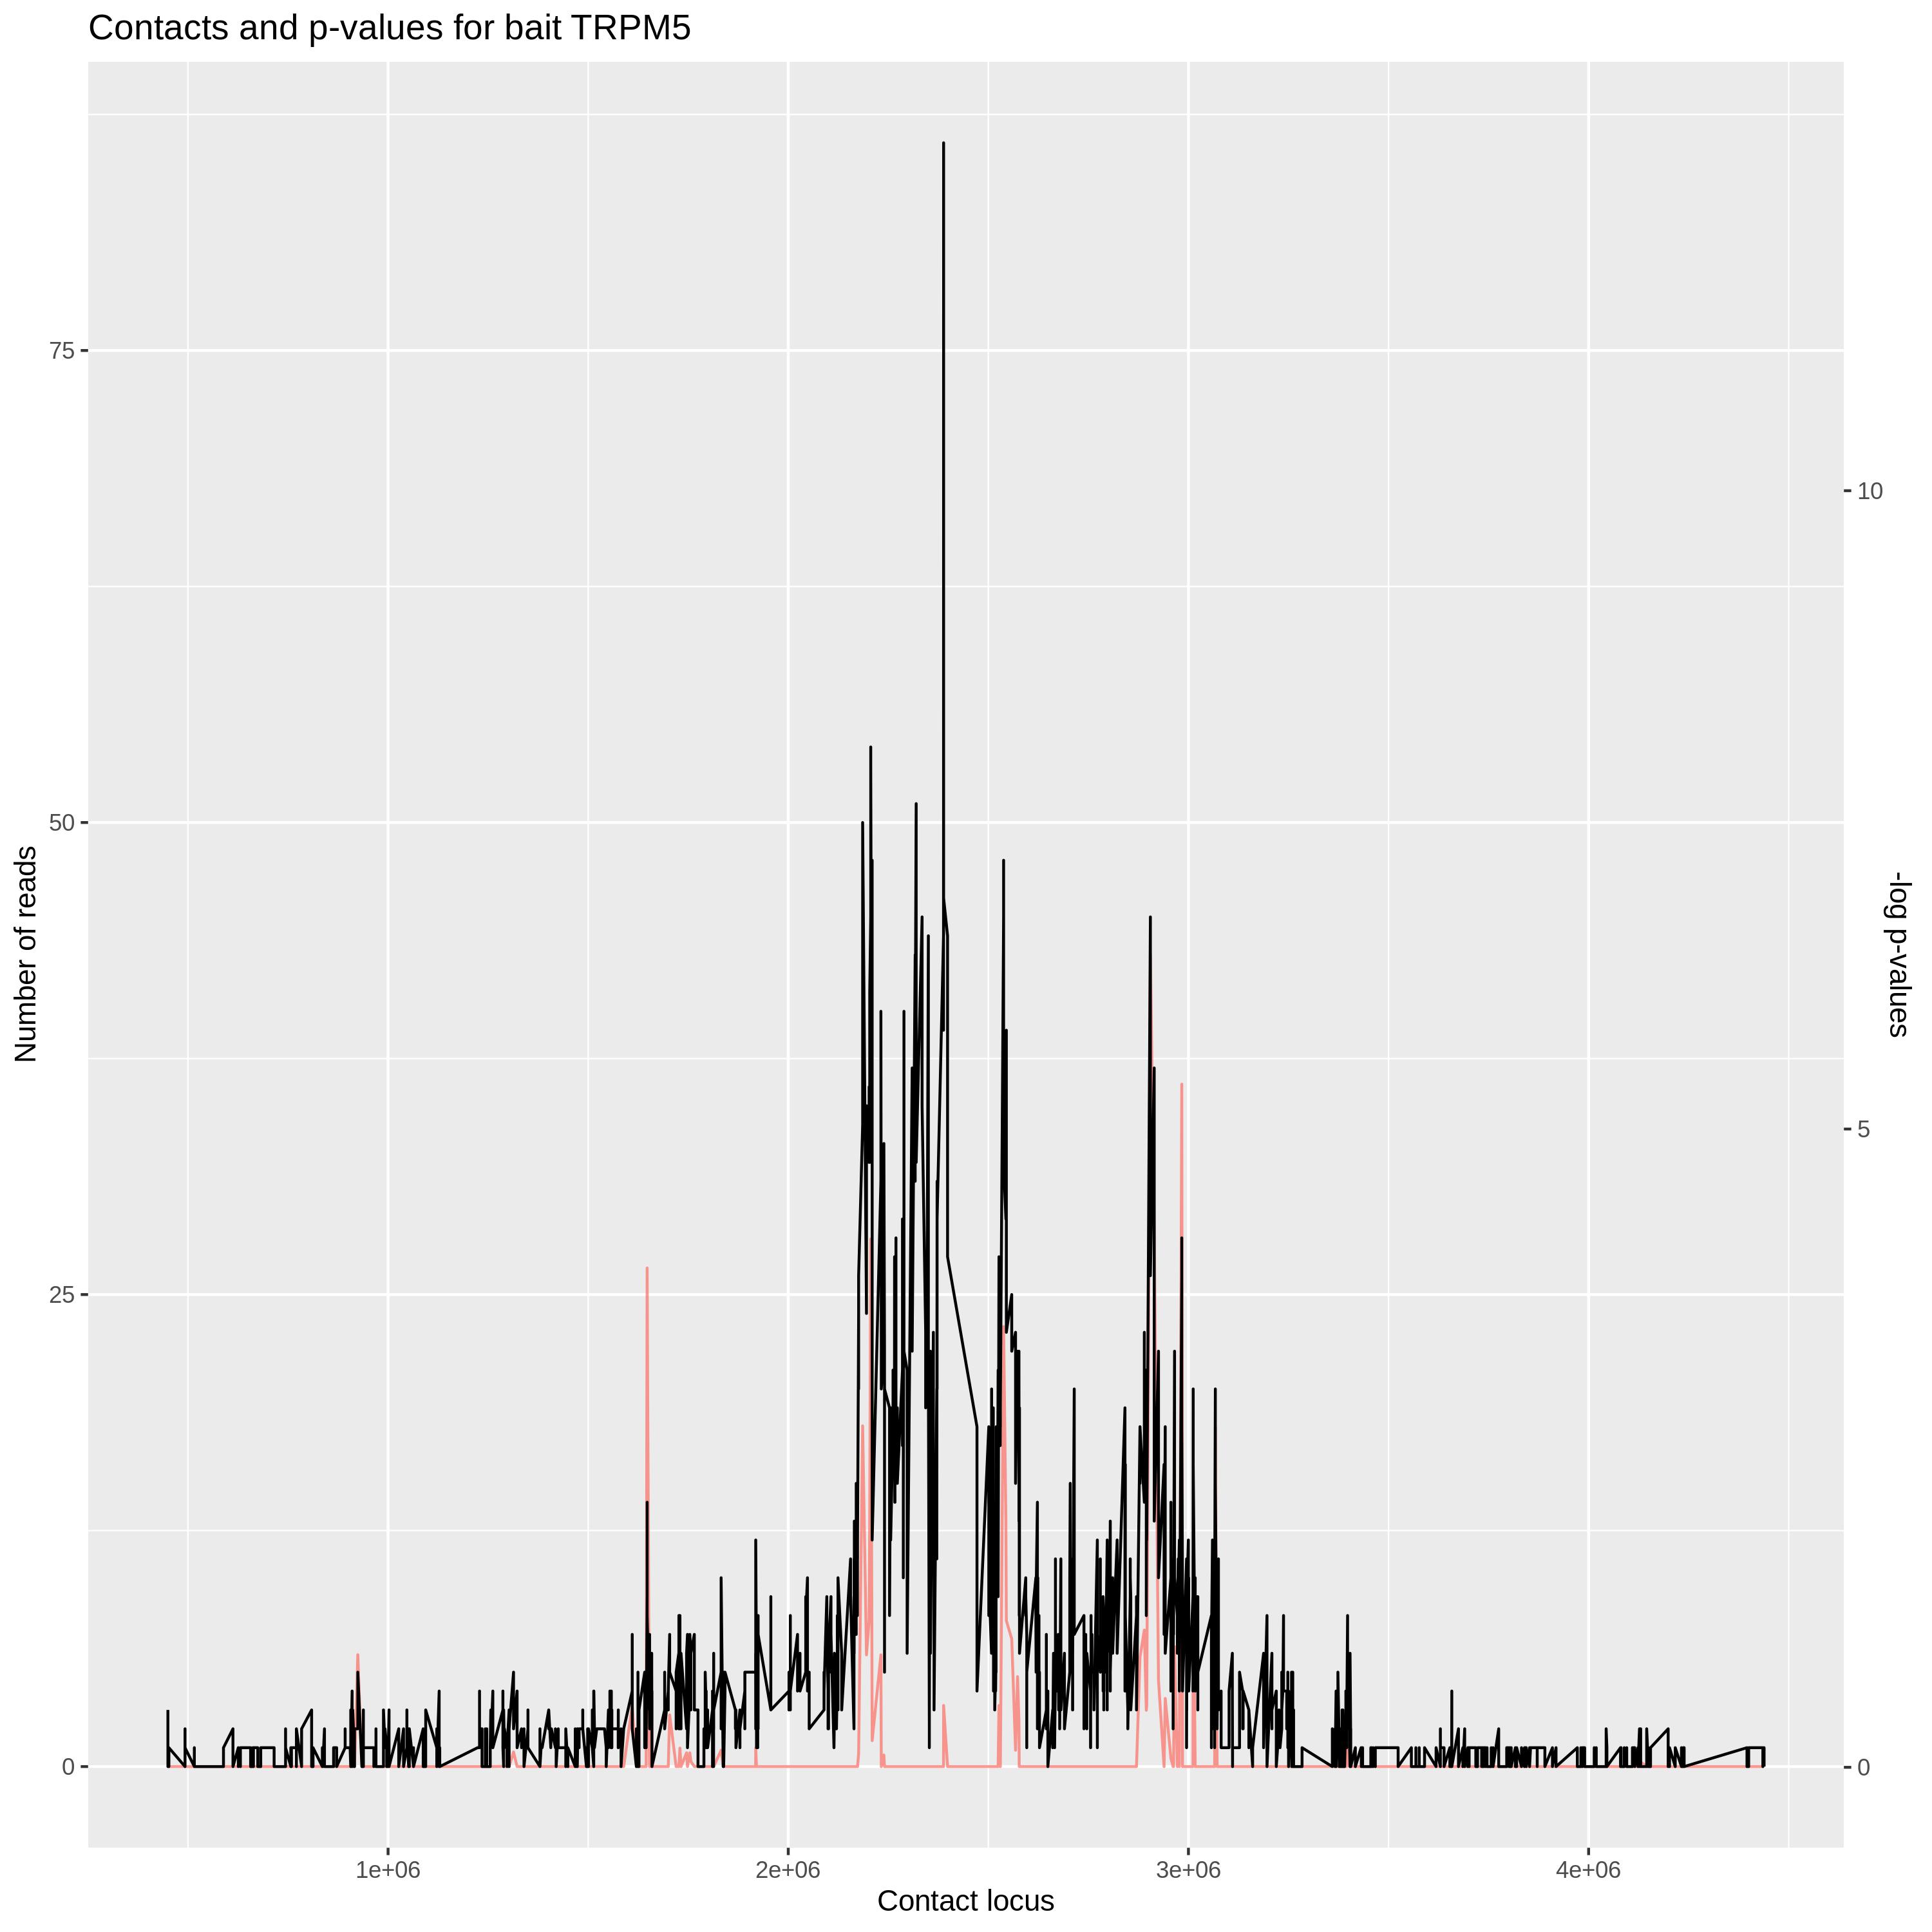 Contacts and p-values for bait TRPM5
75
50
25
0
10
5
0
Number of reads
-log p-values
1e+06 2e+06 3e+06 4e+06
Contact locus